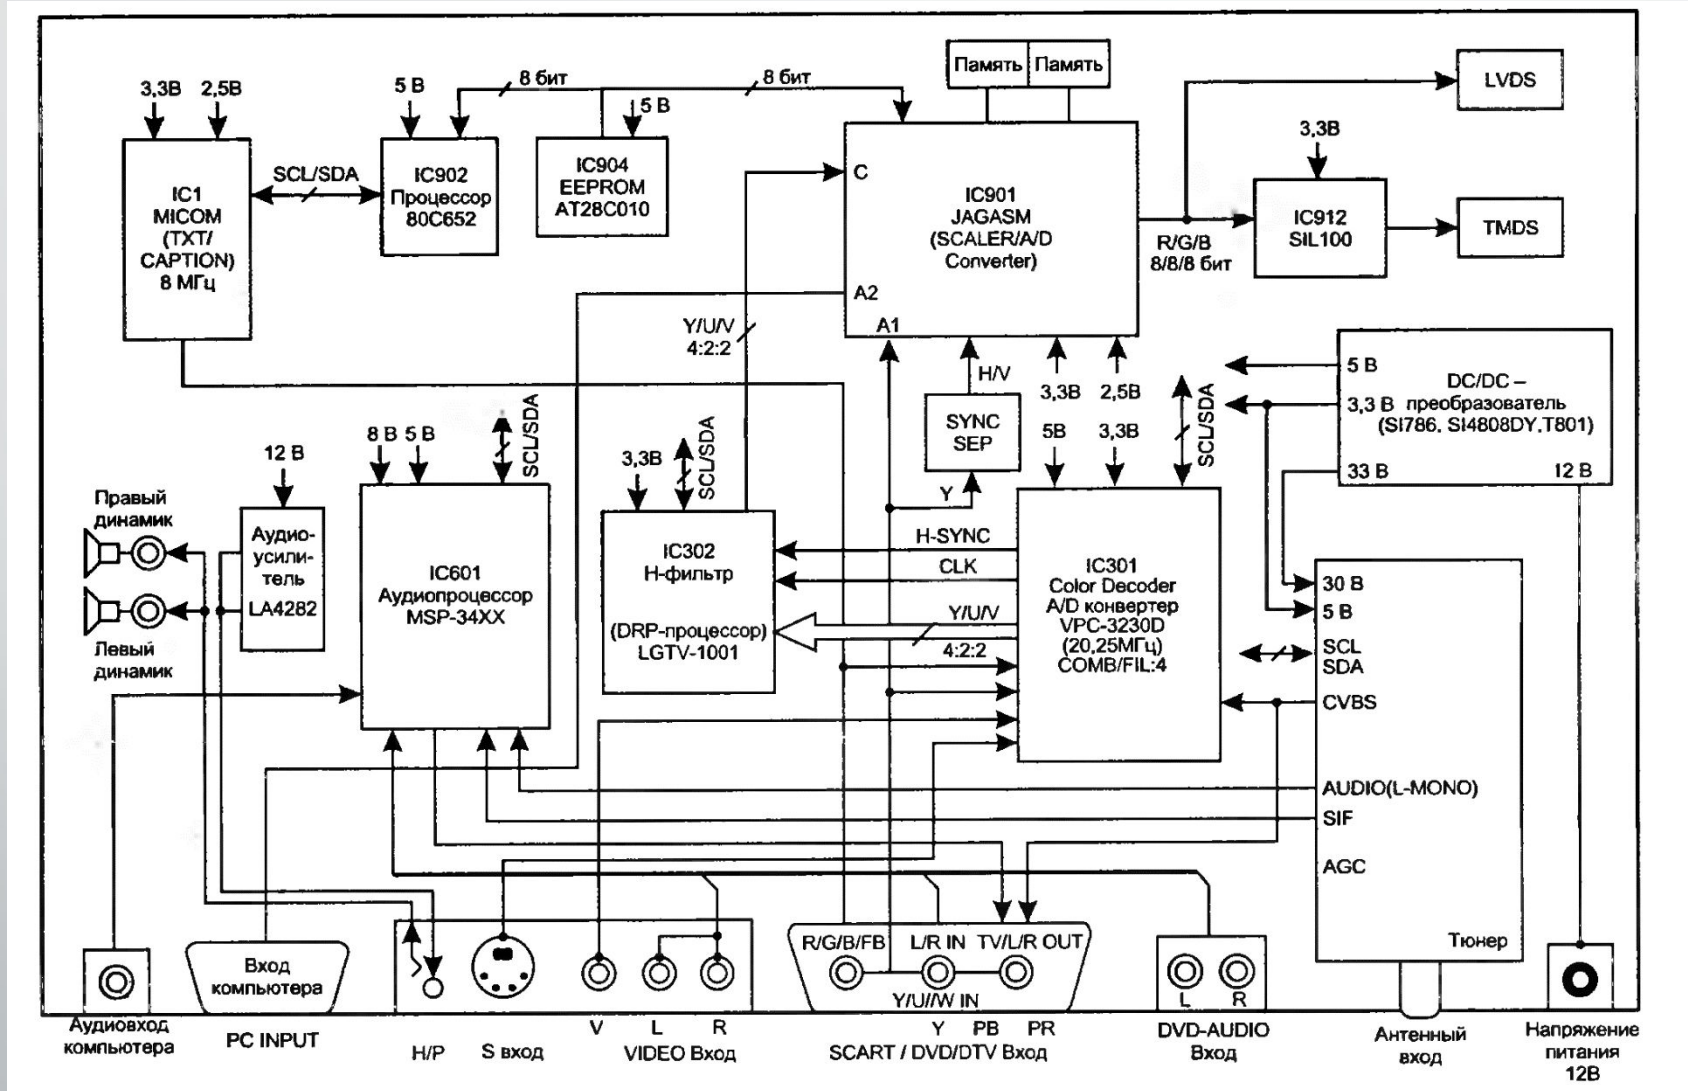 Память Память
LVDS
8 бит
8 бит
3,3В
2,5В
5 В
5 В
IC1
MICOM
(TXT/
CAPTION)
8 МГц
SCL/SDA
IC902
Процессор
80C652
IC904
EEPROM
AT28C010
C
IC901
JAGASM
(SCALER/A/D
Converter)
A2
A1
R/G/B
8/8/8 бит
3,3В
IC912
SIL100
TMDS
Y/U/V
4:2:2
H/V
SYNC
SEP
Y
3,3В
2,5В
SCL/SDA
5В
3,3В
5 В
3,3 В
33 В
12 В
DC/DC –
преобразователь
(SI786. SI4808DY,T801)
8 В
5 В
SCL/SDA
3,3В
SCL/SDA
12 В
Правый
динамик
Левый
динамик
Аудио-
усили-
тель
LA4282
IC601
Аудиопроцессор
MSP-34XX
IC302
Н-фильтр
(DRP-процессор)
LGTV-1001
H-SYNC
CLK
Y/U/V
4:2:2
IC301
Color Decoder
A/D конвертер
VPC-3230D
(20,25МГц)
COMB/FIL:4
30 В
5 В
SCL
SDA
CVBS
AUDIO(L-MONO)
SIF
AGC
Тюнер
Вход
компьютера
R/G/B/FB
L/R IN
TV/L/R OUT
Y/U//W IN
L
R
Аудиовход
компьютера
PC INPUT
H/P
S вход
V
L
R
VIDEO Вход
Y
PB
PR
SCART / DVD/DTV Вход
DVD-AUDIO
Вход
Антенный
вход
Напряжение
питания
12В